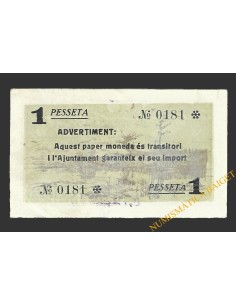 1 PESSETA
Nº 0181 ✻
ADVERTIMENT:
Aquest paper moneda és transitori
i l'Ajuntament garanteix el seu import
Nº 0181 ✻
PESSETA 1